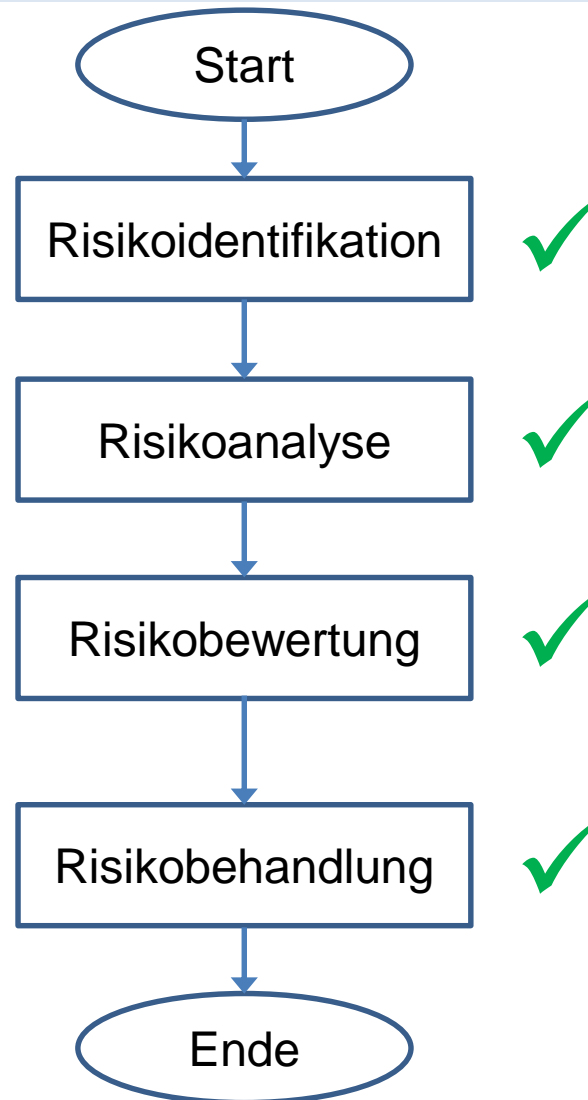 Start
Risikoidentifikation
Risikoanalyse
Risikobewertung
Risikobehandlung
Ende